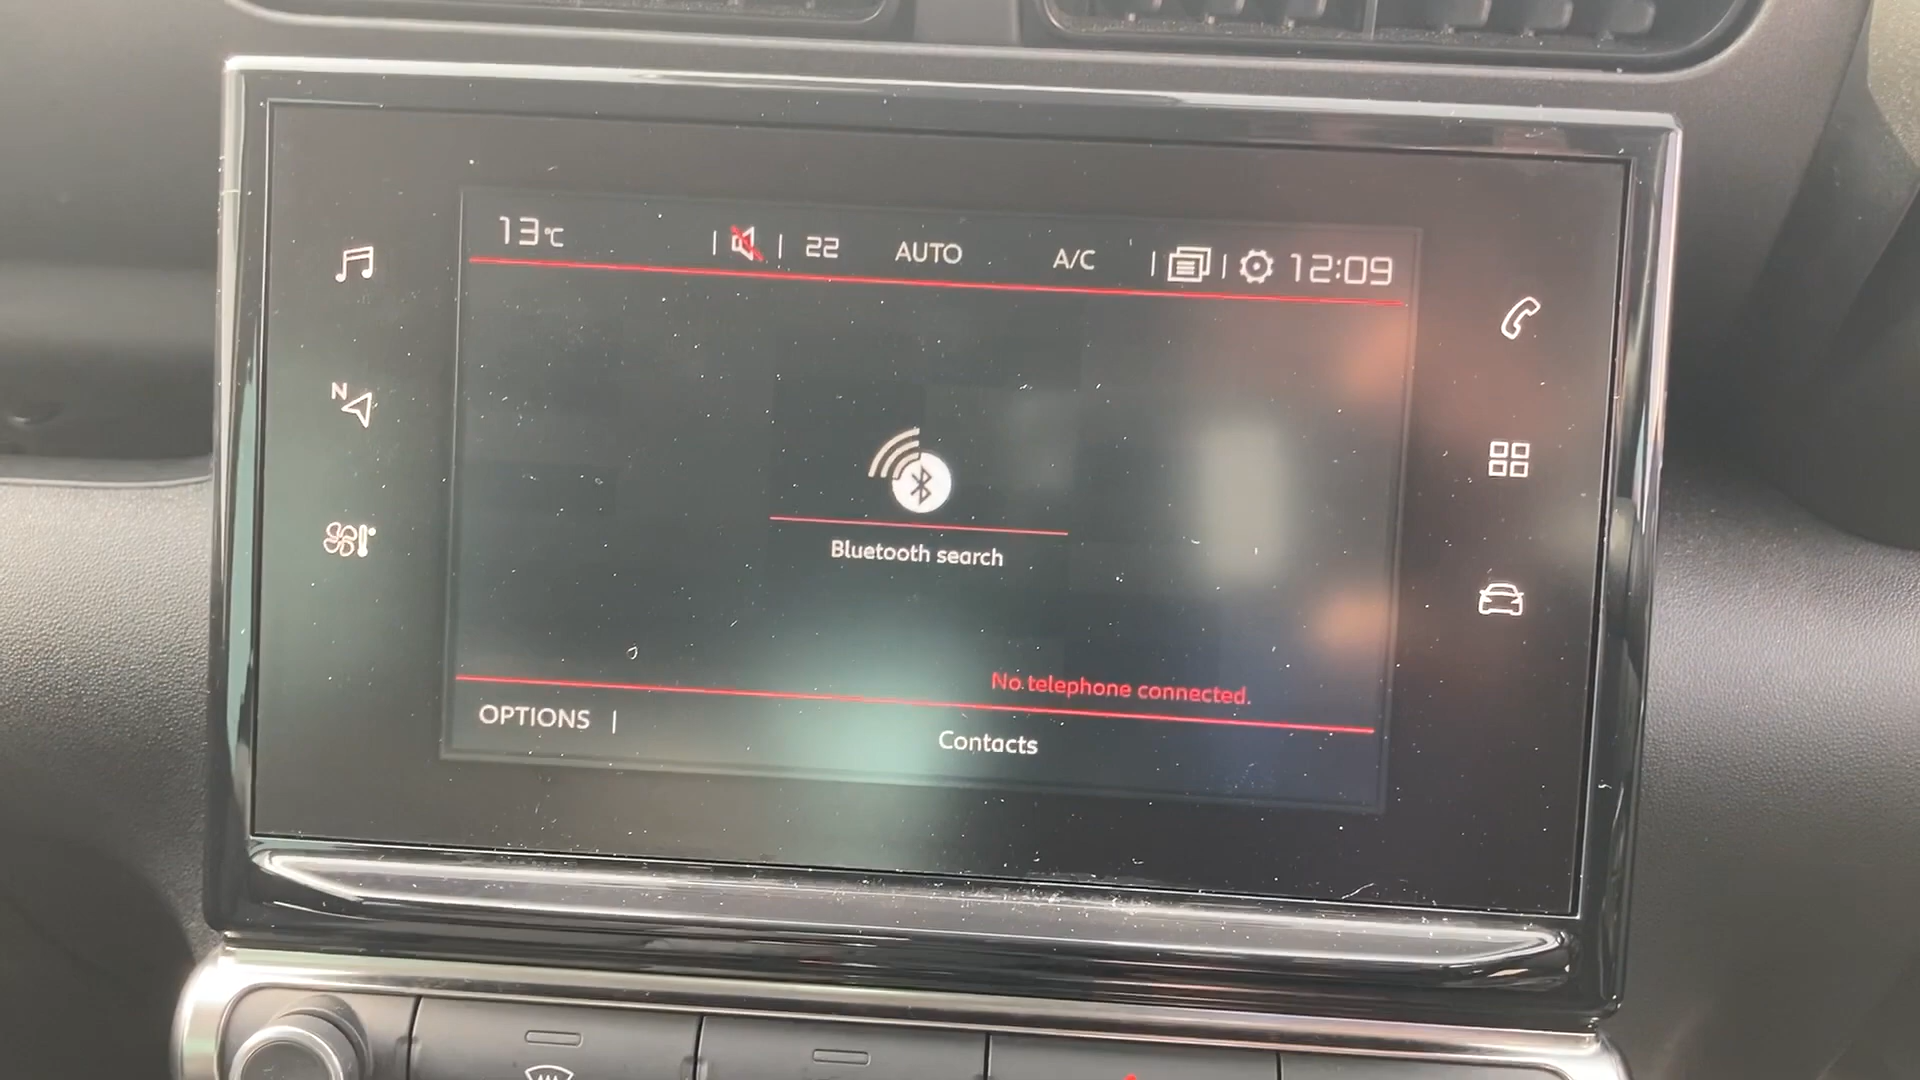 13°C 22 AUTO A/C 12:09
N
Bluetooth search
No telephone connected.
OPTIONS
Contacts